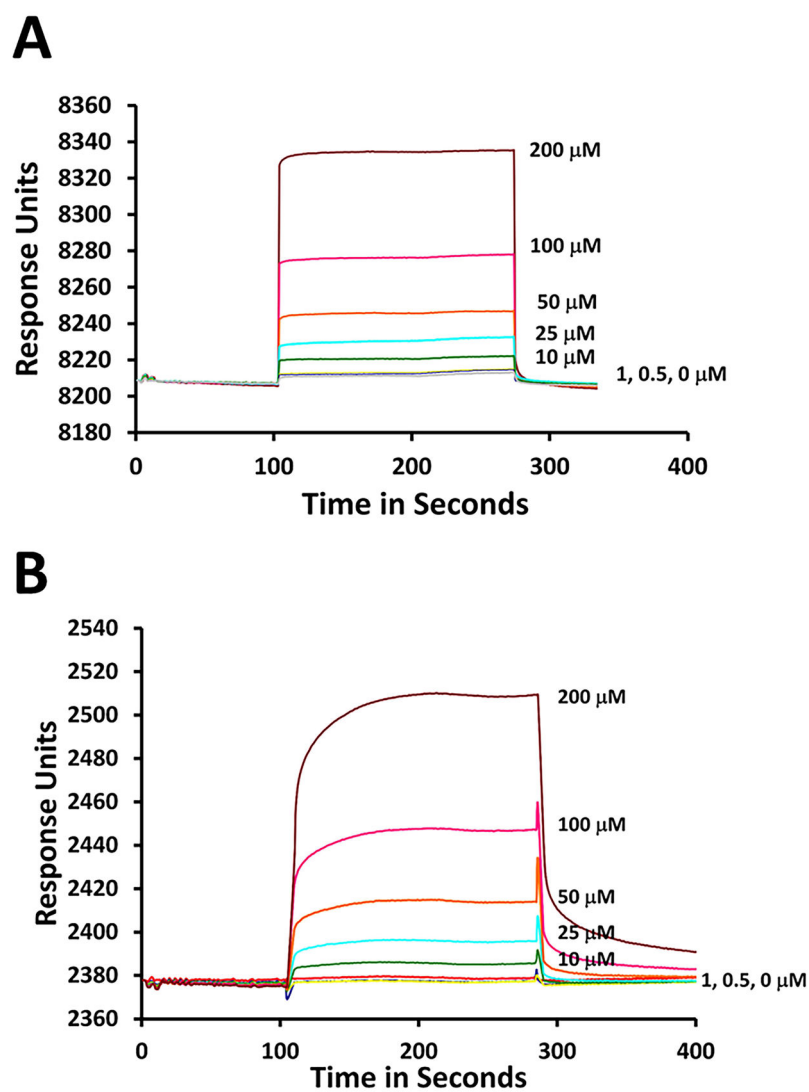 A
8360
8340
8320
8300
8280
8260
8240
8220
8200
8180
Response Units
200 μM
100 μM
50 μM
25 μM
10 μM
1, 0.5, 0 μM
0 100 200 300 400
Time in Seconds
B
2540
2520
2500
2480
2460
2440
2420
2400
2380
2360
Response Units
200 μM
100 μM
50 μM
25 μM
10 μM
1, 0.5, 0 μM
0 100 200 300 400
Time in Seconds